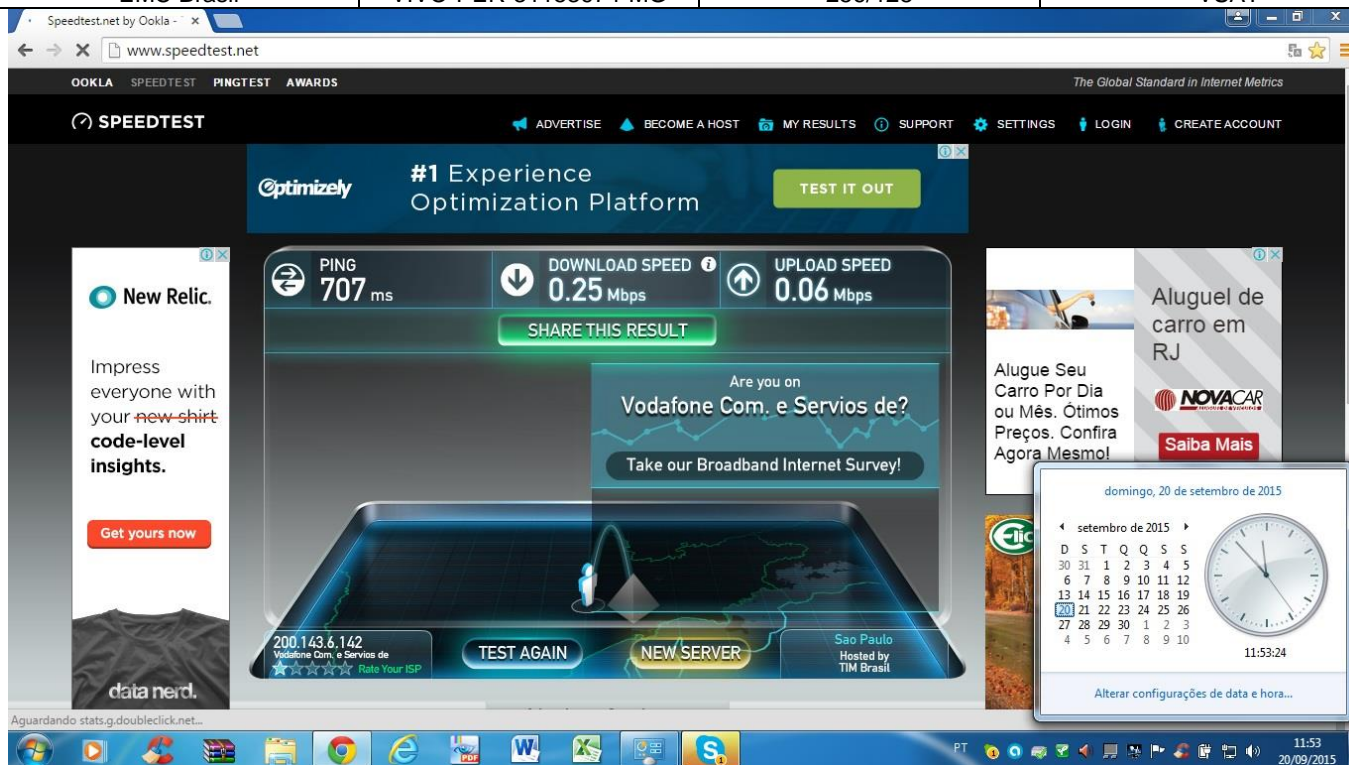 EMC Brasil
256/128
VSAT
Speedtest.net by Ookla -
www.speedtest.net
OOKLA SPEEDTEST PINGTEST AWARDS
The Global Standard in Internet Metrics
SPEEDTEST
ADVERTISE BECOME A HOST MY RESULTS SUPPORT SETTINGS LOGIN CREATE ACCOUNT
Optimizely
#1 Experience
Optimization Platform
TEST IT OUT
New Relic.
Impress
everyone with
your new shirt
code-level
insights.
Get yours now
data nerd.
PING
707 ms
DOWNLOAD SPEED
0.25 Mbps
UPLOAD SPEED
0.06 Mbps
SHARE THIS RESULT
Are you on
Vodafone Com. e Servios de?
Take our Broadband Internet Survey!
200.143.6.142
Vodafone Com. e Servios de
Rate Your ISP
TEST AGAIN
NEW SERVER
Sao Paulo
Hosted by
TIM Brasil
Alugue Seu
Carro Por Dia
ou Mês. Ótimos
Preços. Confira
Agora Mesmo!
Aluguel de
carro em
RJ
NOVACAR
ALUGUEL DE VEÍCULOS
Saiba Mais
domingo, 20 de setembro de 2015
setembro de 2015
D S T Q Q S S
30 31 1 2 3 4 5
6 7 8 9 10 11 12
13 14 15 16 17 18 19
20 21 22 23 24 25 26
27 28 29 30 1 2 3
4 5 6 7 8 9 10
11:53:24
Alterar configurações de data e hora...
Aguardando stats.g.doubleclick.net...
PDF
PT
11:53
20/09/2015